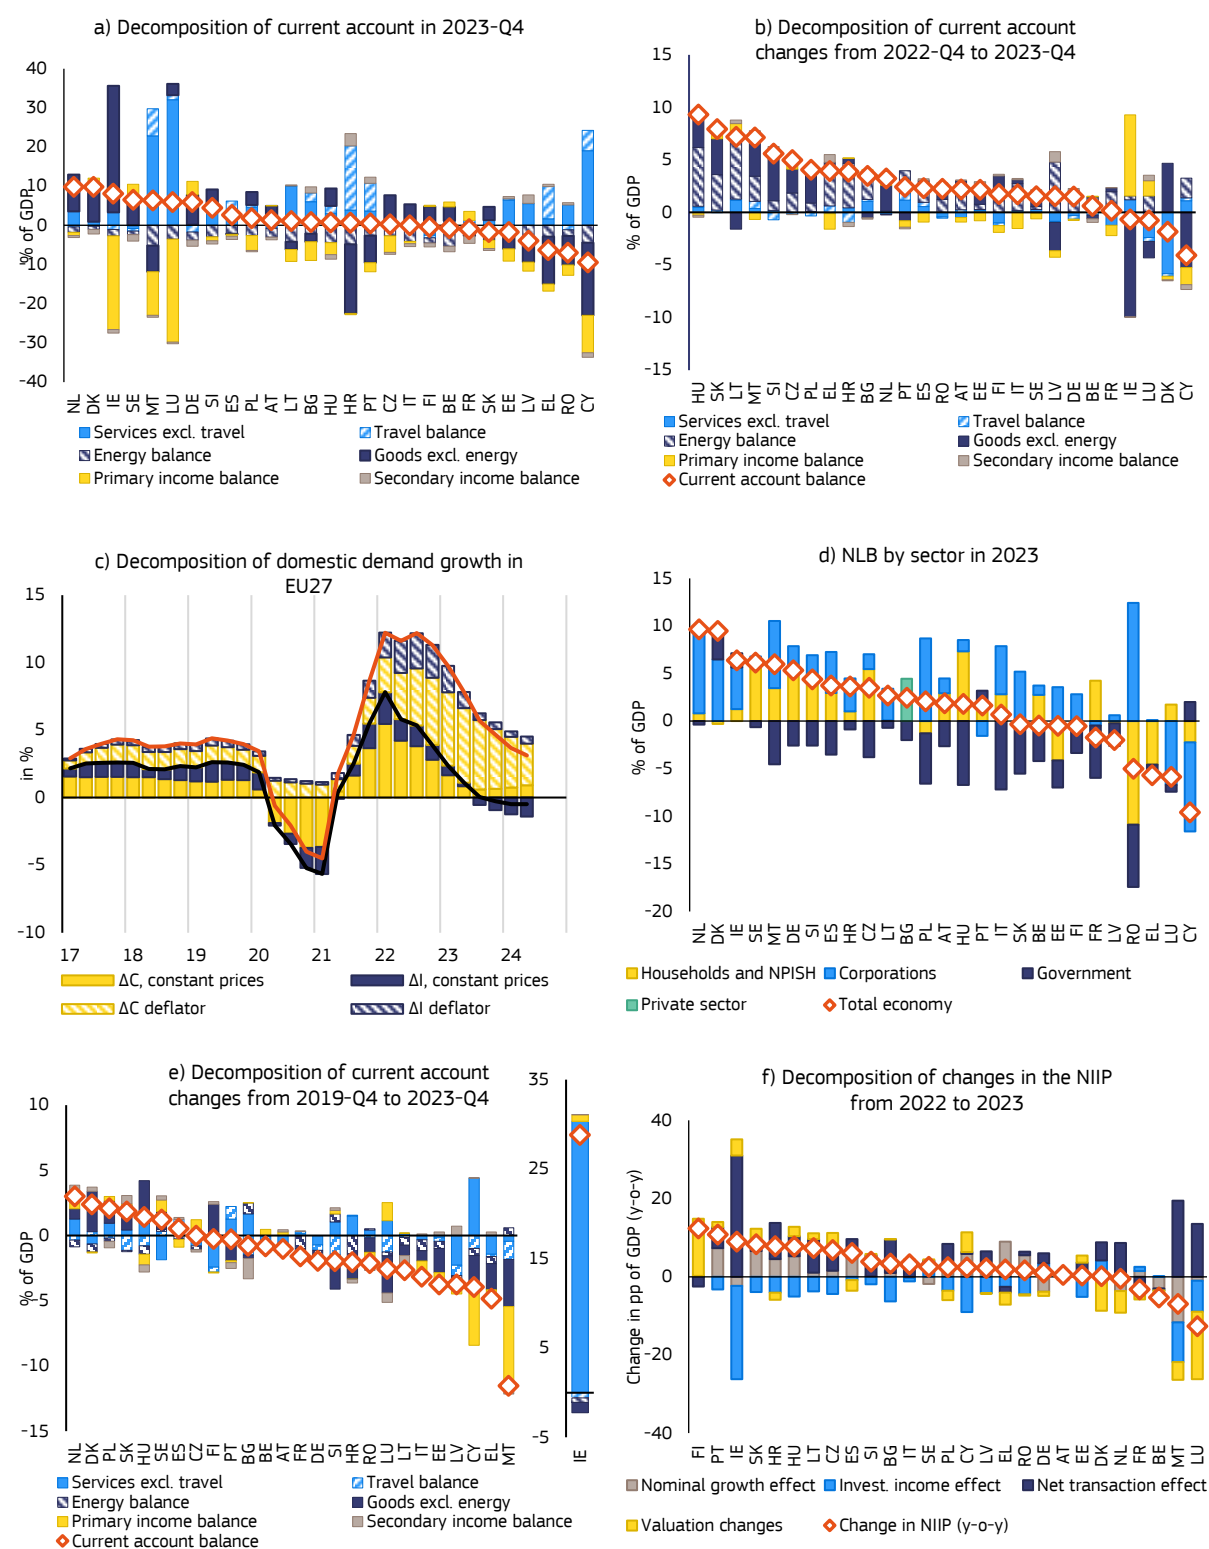 a) Decomposition of current account in 2023-Q4
40
30
20
10
0
-10
-20
-30
-40
% of GDP
NL DK IE SE MT LU DE SI ES PL AT LT BG HU HR PT CZ IT FI BE FR SK EE LV EL RO CY
Services excl. travel
Travel balance
Energy balance
Goods excl. energy
Primary income balance
Secondary income balance
b) Decomposition of current account
changes from 2022-Q4 to 2023-Q4
15
10
5
0
-5
-10
-15
% of GDP
HU SK LT MT SI CZ PL EL HR BG NL PT ES RO AT EE FI IT SE LV DE BE FR IE LU DK CY
Services excl. travel
Travel balance
Energy balance
Goods excl. energy
Primary income balance
Secondary income balance
Current account balance
c) Decomposition of domestic demand growth in
EU27
15
10
5
0
-5
-10
in %
17 18 19 20 21 22 23 24
ΔC, constant prices
ΔI, constant prices
ΔC deflator
ΔI deflator
d) NLB by sector in 2023
15
10
5
0
-5
-10
-15
-20
% of GDP
NL DK IE SE MT DE SI ES HR CZ LT BG PL AT HU PT IT SK BE EE FI FR LV RO EL LU CY
Households and NPISH
Corporations
Government
Private sector
Total economy
e) Decomposition of current account
changes from 2019-Q4 to 2023-Q4
10
5
0
-5
-10
-15
% of GDP
NL DK PL SK HU SE ES CZ FI PT BG BE AT FR DE SI HR RO LU LT IT EE LV CY EL MT
35
25
15
5
-5
IE
Services excl. travel
Travel balance
Energy balance
Goods excl. energy
Primary income balance
Secondary income balance
Current account balance
f) Decomposition of changes in the NIIP
from 2022 to 2023
40
20
0
-20
-40
Change in pp of GDP (y-o-y)
FI PT IE SK HR HU LT CZ ES SI BG IT SE PL CY LV EL RO DE AT EE DK NL FR BE MT LU
Nominal growth effect
Invest. income effect
Net transaction effect
Valuation changes
Change in NIIP (y-o-y)